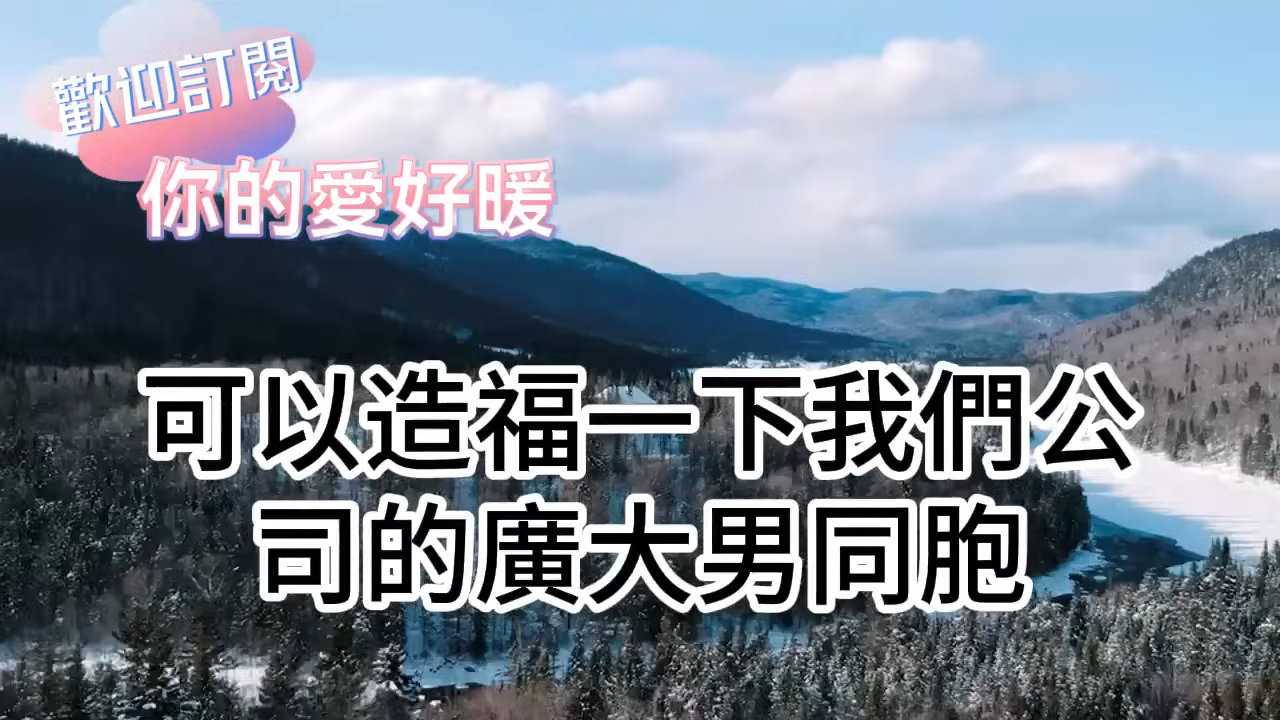 歡迎訂閱
你的愛好暖
可以造福一下我們公
司的廣大男同胞